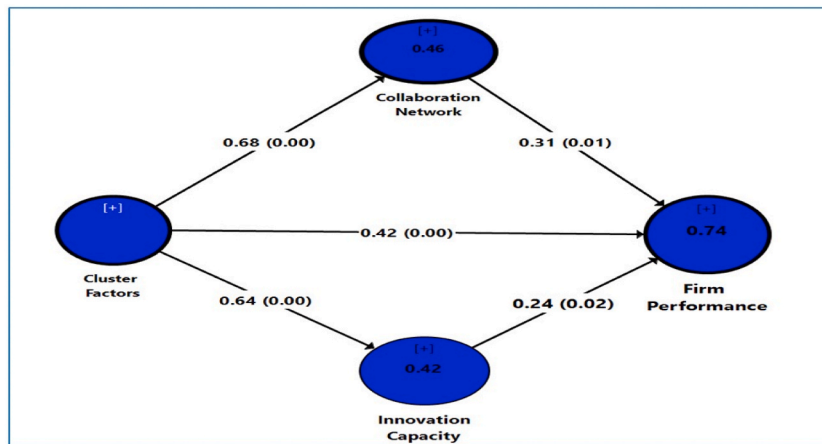 [+]
0.46
Collaboration
Network
0.68 (0.00)
0.31 (0.01)
[+]
[+]
0.42 (0.00)
0.74
Cluster
Factors
Firm
Performance
0.64 (0.00)
0.24 (0.02)
[+]
0.42
Innovation
Capacity